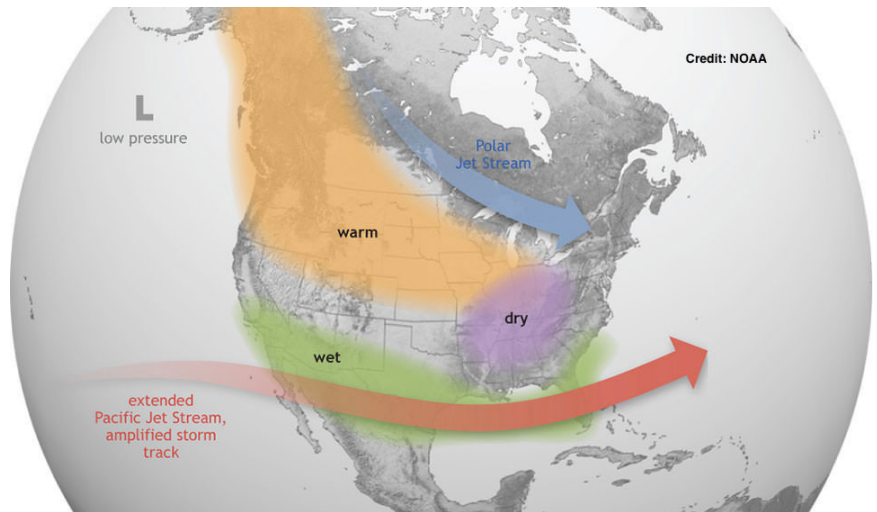 Credit: NOAA
L
low pressure
Polar
Jet Stream
warm
dry
wet
extended
Pacific Jet Stream,
amplified storm
track